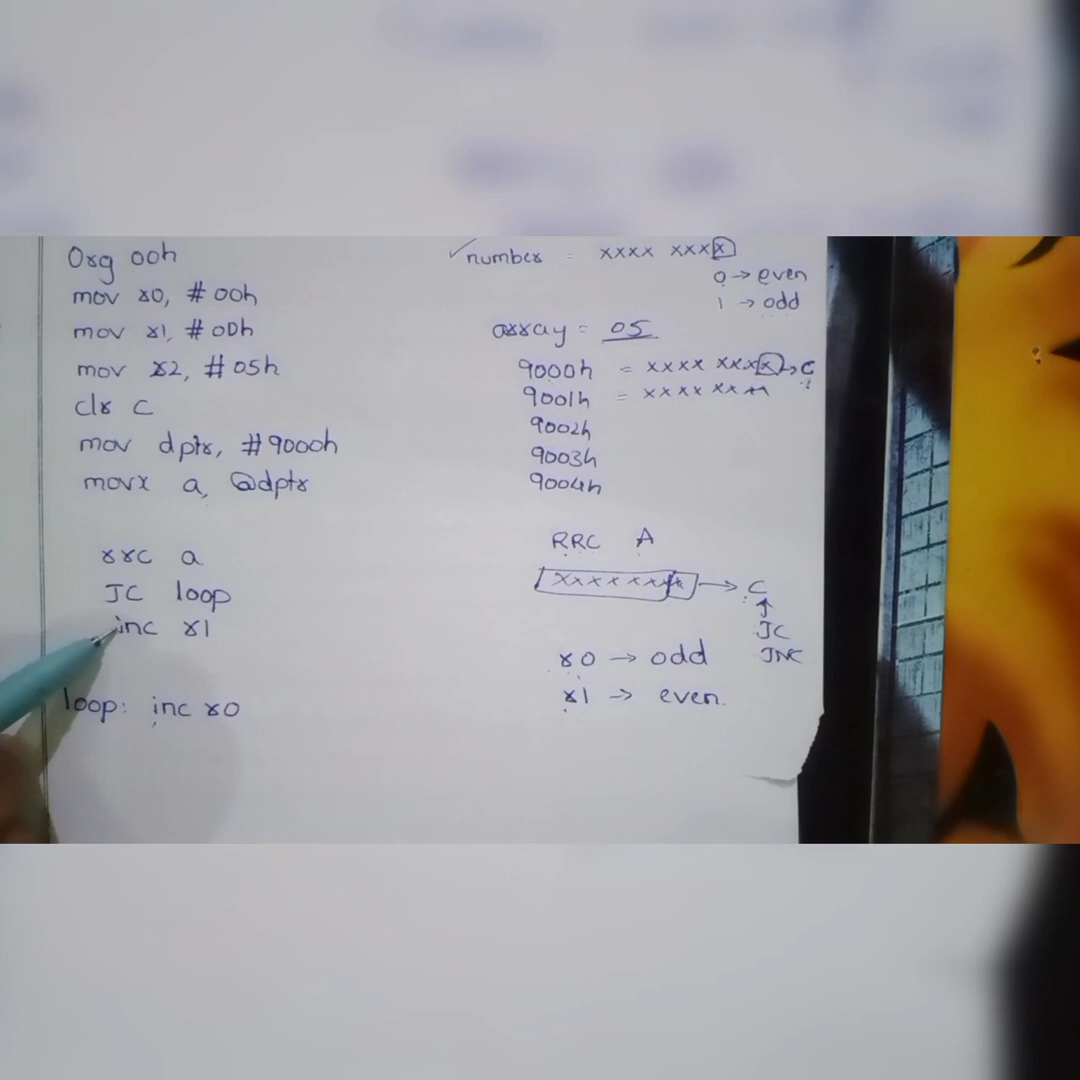 Org 00h
mov r0, #00h
mov r1, #00h
mov r2, #05h
clr C
mov dptr, #9000h
movx a, @dptr
rrc a
JC loop
inc r1
loop: inc r0
✓number = xxxx xxxx
0 → even
1 → odd
array = 05
9000h = xxxx xxxx → C
9001h = xxxx xxxx
9002h
9003h
9004h
RRC A
xxxxxxxx → C
↑
JC
JNC
r0 → odd
r1 → even.